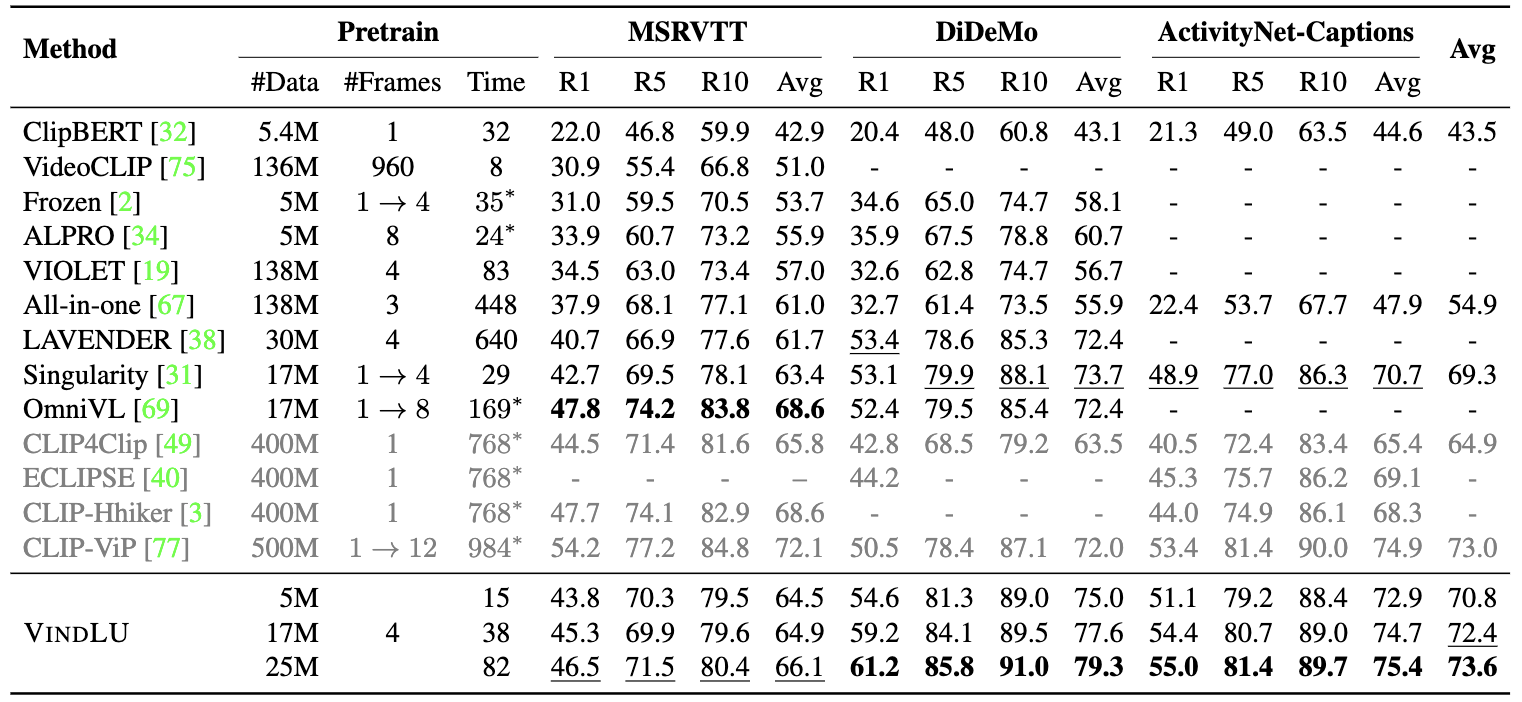 Method Pretrain MSRVTT DiDeMo ActivityNet-Captions Avg
#Data #Frames Time R1 R5 R10 Avg R1 R5 R10 Avg R1 R5 R10 Avg
ClipBERT [32] 5.4M 1 32 22.0 46.8 59.9 42.9 20.4 48.0 60.8 43.1 21.3 49.0 63.5 44.6 43.5
VideoCLIP [75] 136M 960 8 30.9 55.4 66.8 51.0 - - - - - - - - -
Frozen [2] 5M 1 → 4 35* 31.0 59.5 70.5 53.7 34.6 65.0 74.7 58.1 - - - - -
ALPRO [34] 5M 8 24* 33.9 60.7 73.2 55.9 35.9 67.5 78.8 60.7 - - - - -
VIOLET [19] 138M 4 83 34.5 63.0 73.4 57.0 32.6 62.8 74.7 56.7 - - - - -
All-in-one [67] 138M 3 448 37.9 68.1 77.1 61.0 32.7 61.4 73.5 55.9 22.4 53.7 67.7 47.9 54.9
LAVENDER [38] 30M 4 640 40.7 66.9 77.6 61.7 53.4 78.6 85.3 72.4 - - - - -
Singularity [31] 17M 1 → 4 29 42.7 69.5 78.1 63.4 53.1 79.9 88.1 73.7 48.9 77.0 86.3 70.7 69.3
OmniVL [69] 17M 1 → 8 169* 47.8 74.2 83.8 68.6 52.4 79.5 85.4 72.4 - - - - -
CLIP4Clip [49] 400M 1 768* 44.5 71.4 81.6 65.8 42.8 68.5 79.2 63.5 40.5 72.4 83.4 65.4 64.9
ECLIPSE [40] 400M 1 768* - - - – 44.2 - - - 45.3 75.7 86.2 69.1 -
CLIP-Hhiker [3] 400M 1 768* 47.7 74.1 82.9 68.6 - - - - 44.0 74.9 86.1 68.3 -
CLIP-ViP [77] 500M 1 → 12 984* 54.2 77.2 84.8 72.1 50.5 78.4 87.1 72.0 53.4 81.4 90.0 74.9 73.0
5M 15 43.8 70.3 79.5 64.5 54.6 81.3 89.0 75.0 51.1 79.2 88.4 72.9 70.8
VINDLU 17M 4 38 45.3 69.9 79.6 64.9 59.2 84.1 89.5 77.6 54.4 80.7 89.0 74.7 72.4
25M 82 46.5 71.5 80.4 66.1 61.2 85.8 91.0 79.3 55.0 81.4 89.7 75.4 73.6